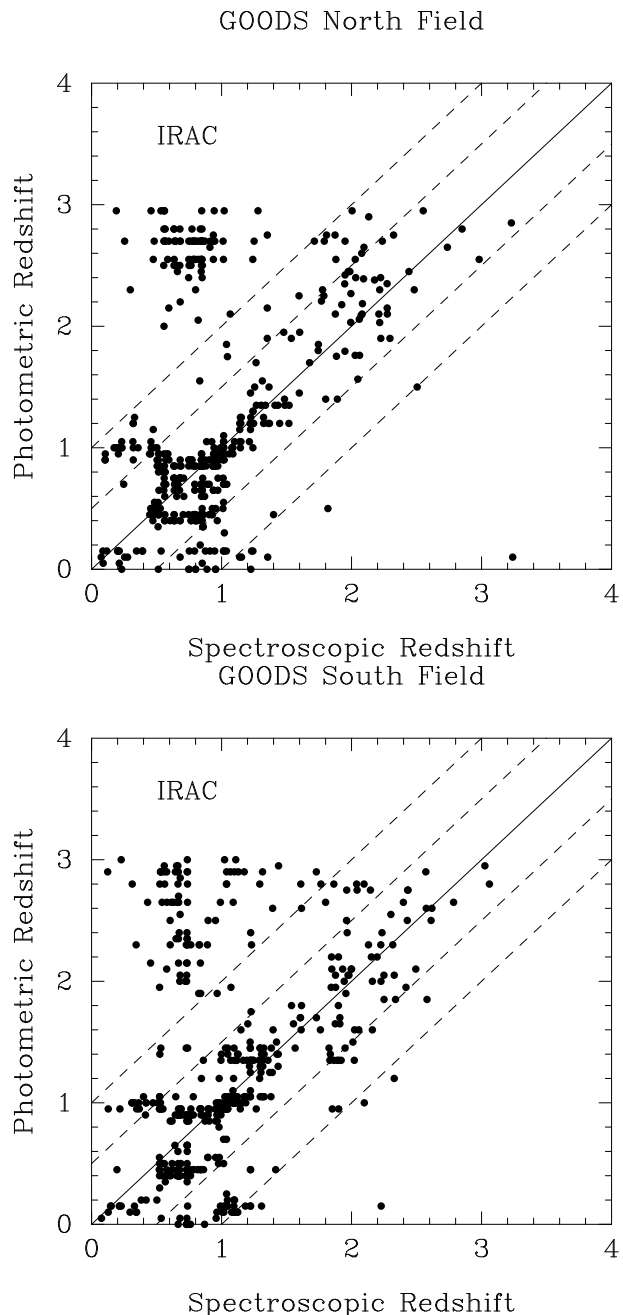 GOODS North Field
4
IRAC
3
Photometric Redshift
2
1
0
0 1 2 3 4
Spectroscopic Redshift
GOODS South Field
4
IRAC
3
Photometric Redshift
2
1
0
0 1 2 3 4
Spectroscopic Redshift